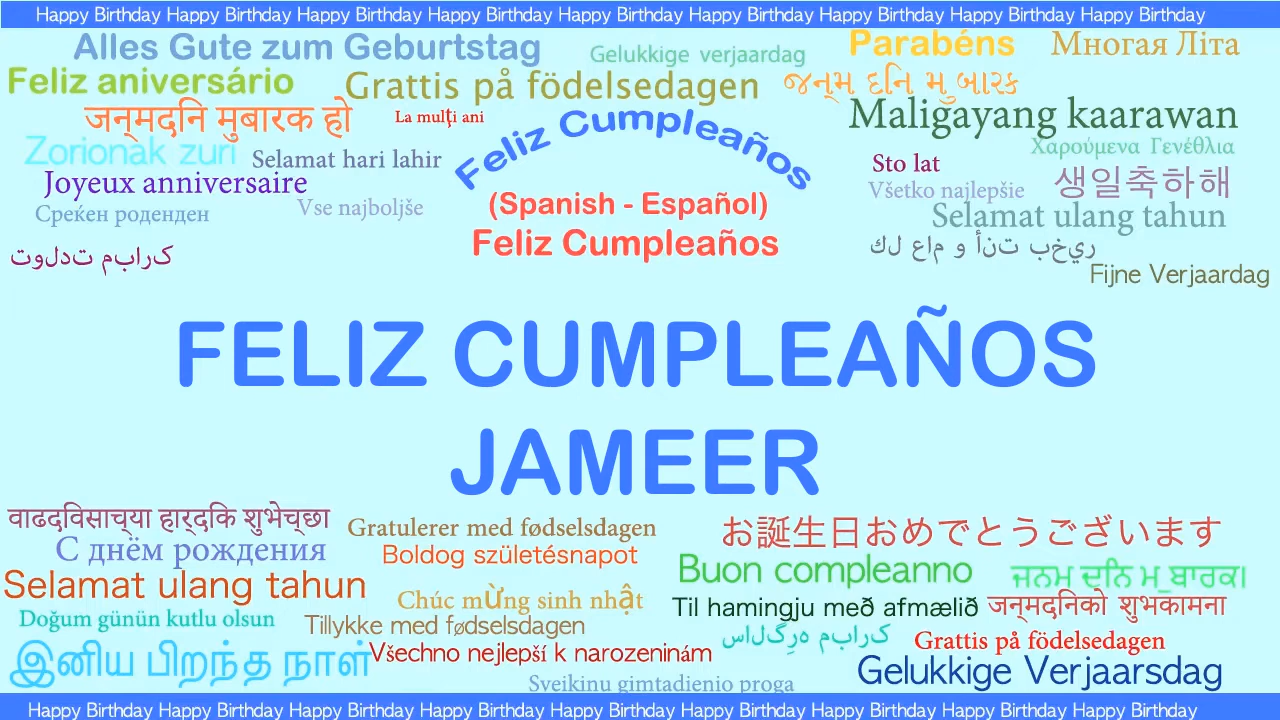 Happy Birthday Happy Birthday Happy Birthday Happy Birthday Happy Birthday Happy Birthday Happy Birthday Happy Birthday Happy Birthday
Alles Gute zum Geburtstag
Gelukkige verjaardag
Parabéns
Многая Літа
Feliz aniversário
Grattis på födelsedagen
જન્મ દિન મુબારક
जन्मदिन मुबारक हो
La mulţi ani
Feliz Cumpleaños
Maligayang kaarawan
Zorionak zuri
Selamat hari lahir
Sto lat
Χαρούμενα Γενέθλια
Joyeux anniversaire
Všetko najlepšie
생일축하해
Срeќен роденден
Vse najboljše
(Spanish - Español)
Selamat ulang tahun
Feliz Cumpleaños
تولدت مبارک
كل عام و أنت بخير
Fijne Verjaardag
FELIZ CUMPLEAÑOS
JAMEER
वाढदिवसाच्या हार्दिक शुभेच्छा
Gratulerer med fødselsdagen
お誕生日おめでとうございます
С днём рождения
Boldog születésnapot
Buon compleanno
ਜਨਮ ਦਿਨ ਮੁਬਾਰਕ।
Selamat ulang tahun
Chúc mừng sinh nhật
Til hamingju með afmælið
जन्मदिनको शुभकामना
Doğum günün kutlu olsun
Tillykke med fødselsdagen
سالگرِہ مبارک
Grattis på födelsedagen
இனிய பிறந்த நாள்
Všechno nejlepší k narozeninám
Gelukkige Verjaarsdag
Sveikinu gimtadienio proga
Happy Birthday Happy Birthday Happy Birthday Happy Birthday Happy Birthday Happy Birthday Happy Birthday Happy Birthday Happy Birthday